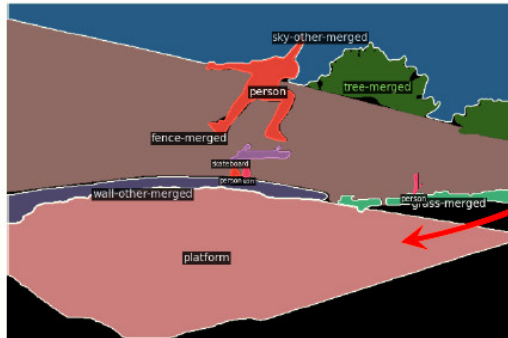 sky-other-merged
tree-merged
person
fence-merged
skateboard
person
wall-other-merged
person
grass-merged
platform